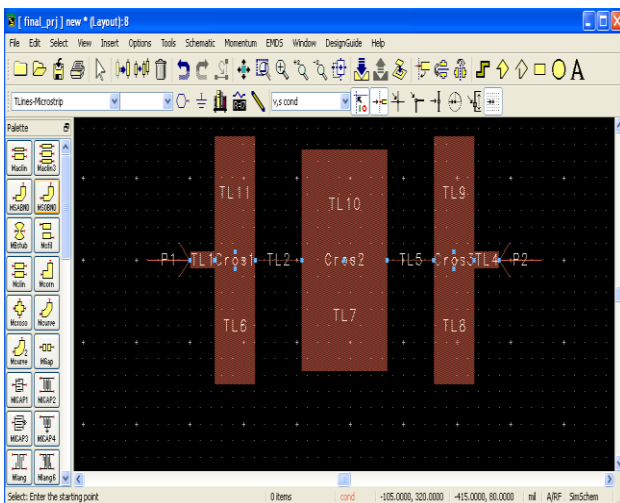 [ final_prj ] new * (Layout):8
File Edit Select View Insert Options Tools Schematic Momentum EMDS Window DesignGuide Help
TLines-Microstrip v,s cond
Palette
Maclin Maclin3
MSABND MSOBND
MBstub Mcfil
Mclin Mcorn
Mcross Mcurve
Mcurve MGap
MICAP1 MICAP2
MICAP3 MICAP4
Mlang Mlang6
TL11 TL10 TL9
P1 TL1 Cros1 TL2 Cros2 TL5 Cros3 TL4 P2
TL6 TL7 TL8
Select: Enter the starting point 0 items cond -105.0000, 320.0000 -415.0000, 80.0000 mil A/RF SimSchem